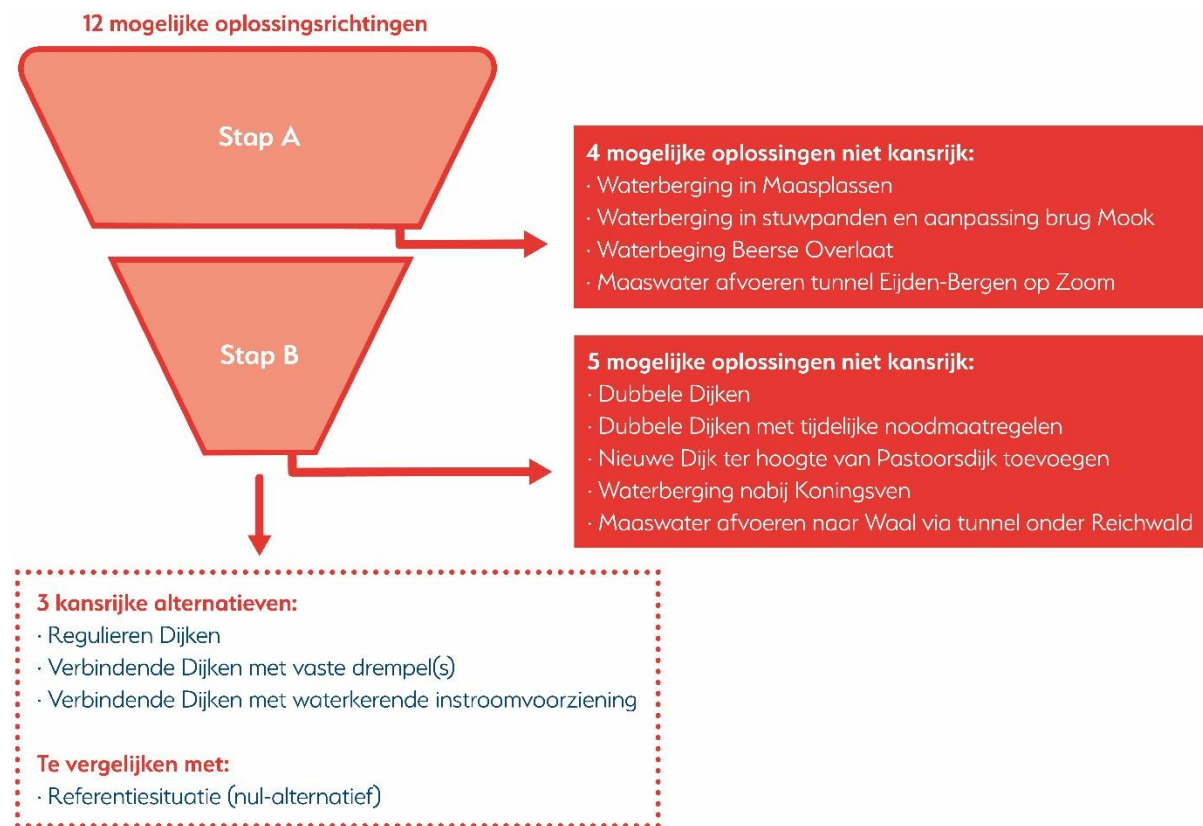 12 mogelijke oplossingsrichtingen
Stap A
4 mogelijke oplossingen niet kansrijk:
· Waterberging in Maasplassen
· Waterberging in stuwpanden en aanpassing brug Mook
· Waterbeging Beerse Overlaat
· Maaswater afvoeren tunnel Eijden-Bergen op Zoom
Stap B
5 mogelijke oplossingen niet kansrijk:
· Dubbele Dijken
· Dubbele Dijken met tijdelijke noodmaatregelen
· Nieuwe Dijk ter hoogte van Pastoorsdijk toevoegen
· Waterberging nabij Koningsven
· Maaswater afvoeren naar Waal via tunnel onder Reichwald
3 kansrijke alternatieven:
· Regulieren Dijken
· Verbindende Dijken met vaste drempel(s)
· Verbindende Dijken met waterkerende instroomvoorziening
Te vergelijken met:
· Referentiesituatie (nul-alternatief)